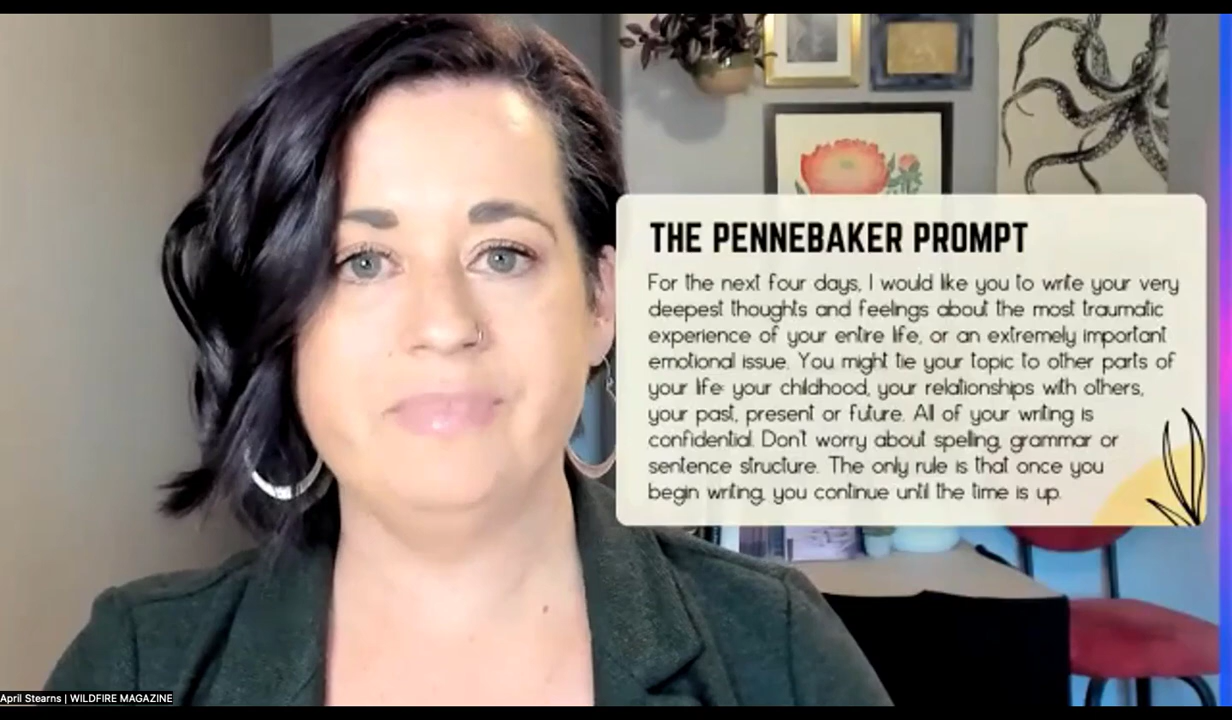 THE PENNEBAKER PROMPT
For the next four days, I would like you to write your very
deepest thoughts and feelings about the most traumatic
experience of your entire life, or an extremely important
emotional issue. You might tie your topic to other parts of
your life: your childhood, your relationships with others,
your past, present or future. All of your writing is
confidential. Don't worry about spelling, grammar or
sentence structure. The only rule is that once you
begin writing, you continue until the time is up.
April Stearns | WILDFIRE MAGAZINE